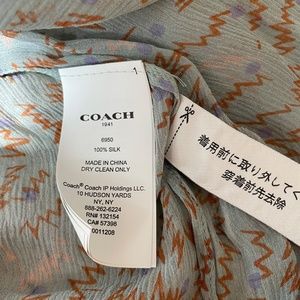 1
COACH
1941
6950
100% SILK
MADE IN CHINA
DRY CLEAN ONLY
Coach® Coach IP Holdings LLC.
10 HUDSON YARDS
NY, NY
888-262-6224
RN# 132154
CA# 57398
0011208
着用前に取り外してく
穿着前先去除